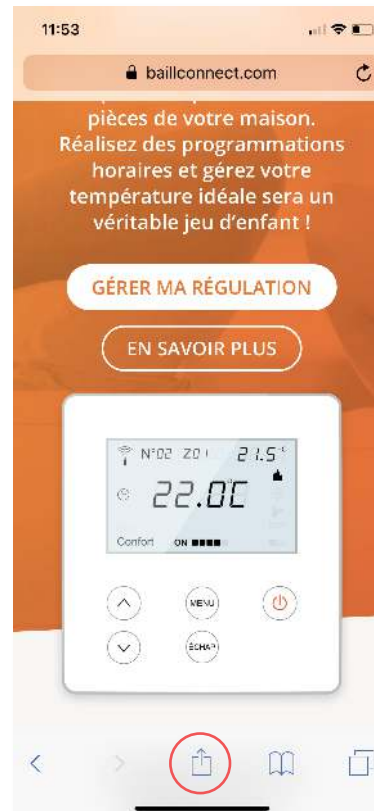 11:53
baillconnect.com
pièces de votre maison.
Réalisez des programmations
horaires et gérez votre
température idéale sera un
véritable jeu d'enfant !
GÉRER MA RÉGULATION
EN SAVOIR PLUS
N°02 Z01 21.5°
22.0°C
Confort ON
MENU
ÉCHAP